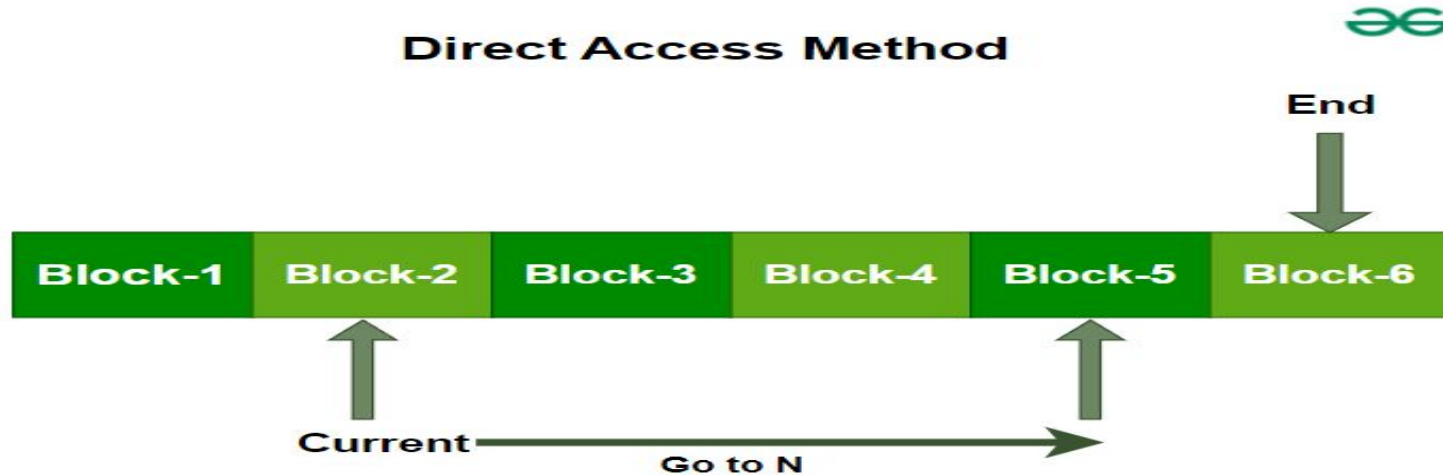 Direct Access Method
End
Block-1 Block-2 Block-3 Block-4 Block-5 Block-6
Current
Go to N